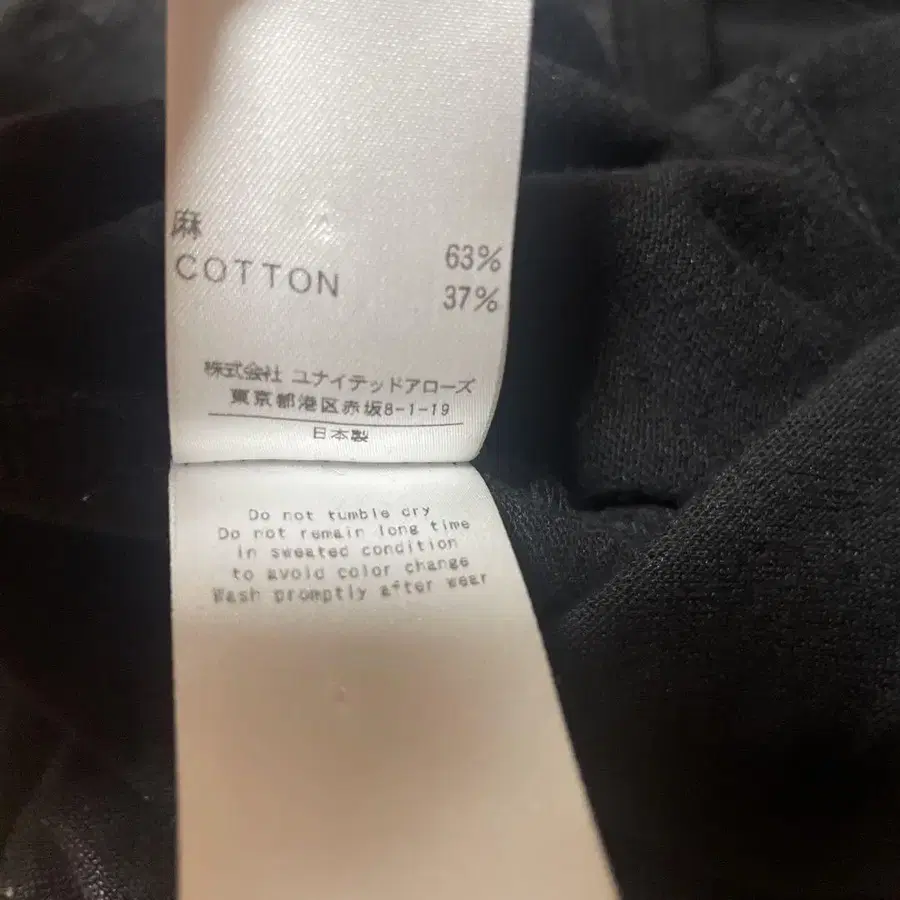 麻 63%
COTTON 37%
株式会社 ユナイテッドアローズ
東京都港区赤坂8-1-19
日本製
Do not tumble dry
Do not remain long time
in sweated condition
to avoid color change
Wash promptly after wear